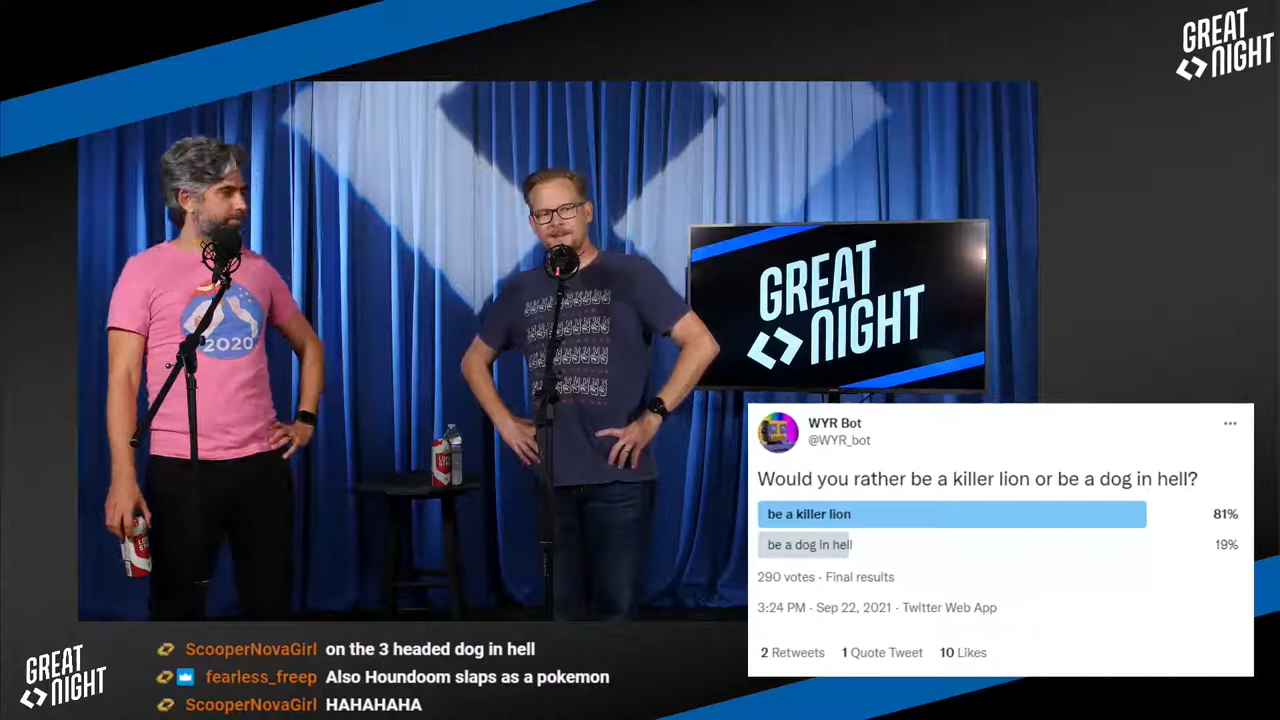 GREAT
NIGHT
2020
GREAT
NIGHT
WYR Bot
@WYR_bot
Would you rather be a killer lion or be a dog in hell?
be a killer lion
81%
be a dog in hell
19%
290 votes · Final results
3:24 PM · Sep 22, 2021 · Twitter Web App
2 Retweets 1 Quote Tweet 10 Likes
GREAT
NIGHT
ScooperNovaGirl on the 3 headed dog in hell
fearless_freep Also Houndoom slaps as a pokemon
ScooperNovaGirl HAHAHAHA